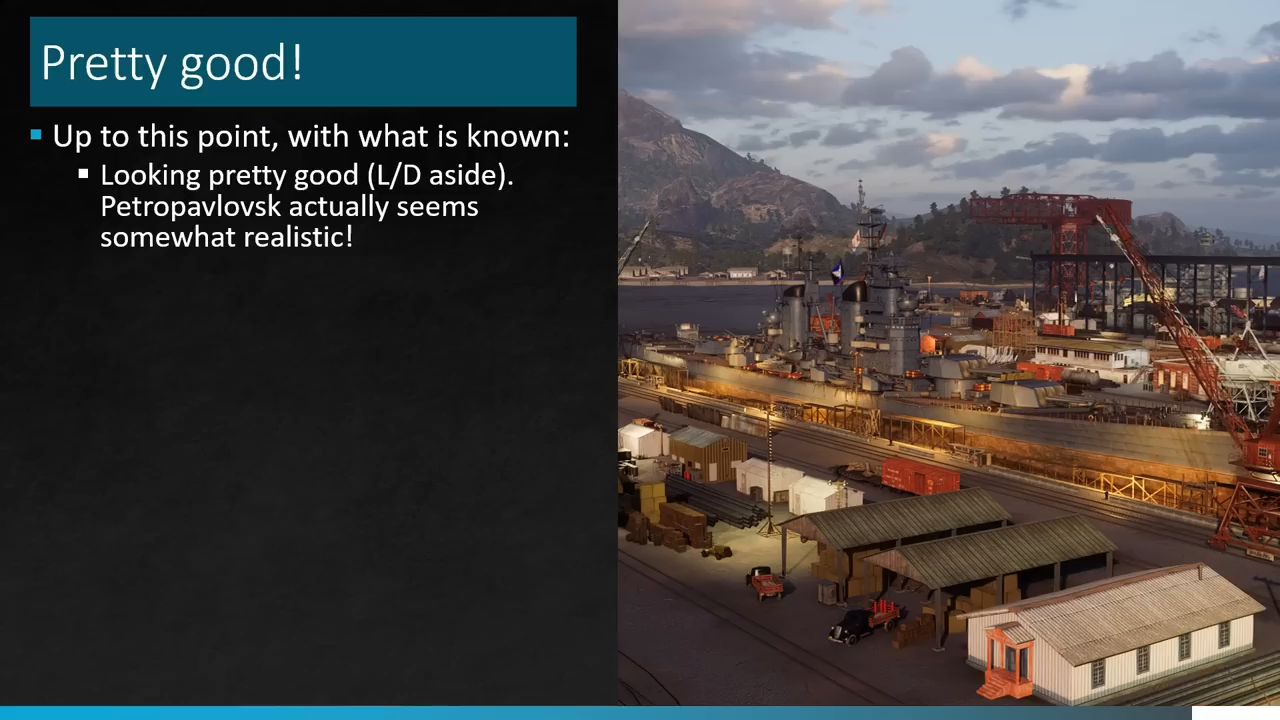 Pretty good!
Up to this point, with what is known:
Looking pretty good (L/D aside).
Petropavlovsk actually seems
somewhat realistic!